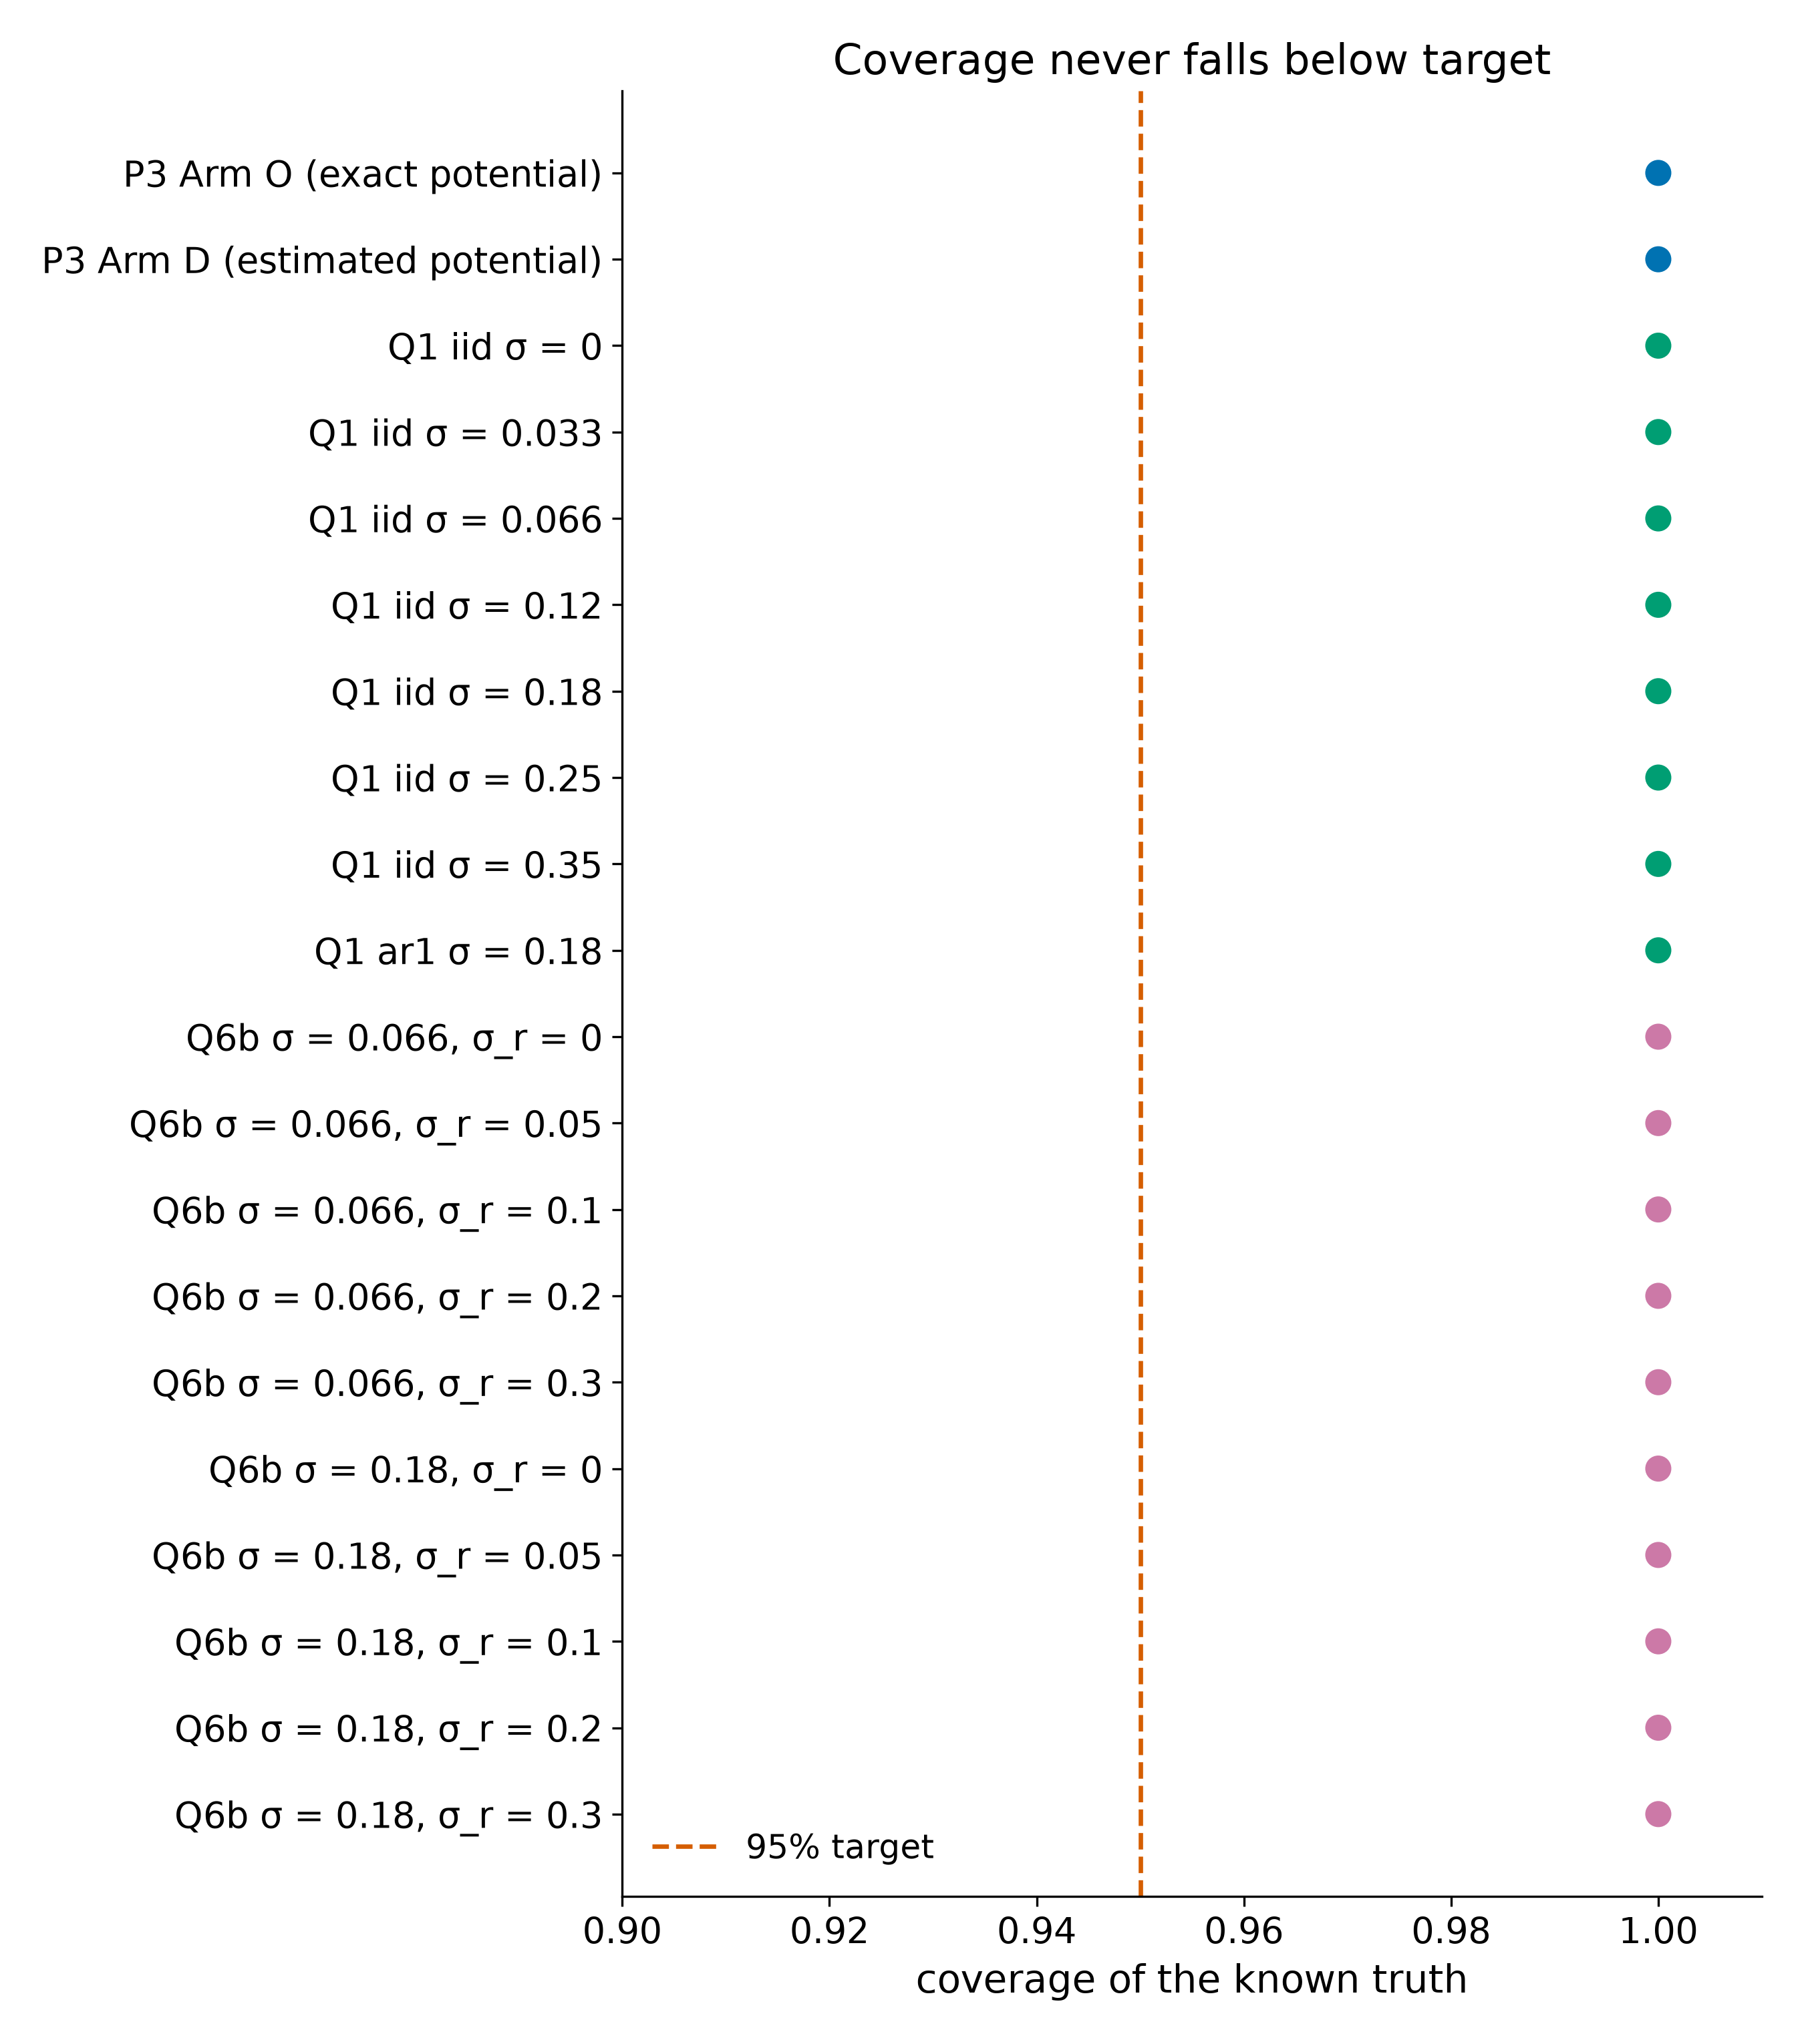 Coverage never falls below target
P3 Arm O (exact potential)
P3 Arm D (estimated potential)
Q1 iid σ = 0
Q1 iid σ = 0.033
Q1 iid σ = 0.066
Q1 iid σ = 0.12
Q1 iid σ = 0.18
Q1 iid σ = 0.25
Q1 iid σ = 0.35
Q1 ar1 σ = 0.18
Q6b σ = 0.066, σ_r = 0
Q6b σ = 0.066, σ_r = 0.05
Q6b σ = 0.066, σ_r = 0.1
Q6b σ = 0.066, σ_r = 0.2
Q6b σ = 0.066, σ_r = 0.3
Q6b σ = 0.18, σ_r = 0
Q6b σ = 0.18, σ_r = 0.05
Q6b σ = 0.18, σ_r = 0.1
Q6b σ = 0.18, σ_r = 0.2
Q6b σ = 0.18, σ_r = 0.3
95% target
0.90 0.92 0.94 0.96 0.98 1.00
coverage of the known truth